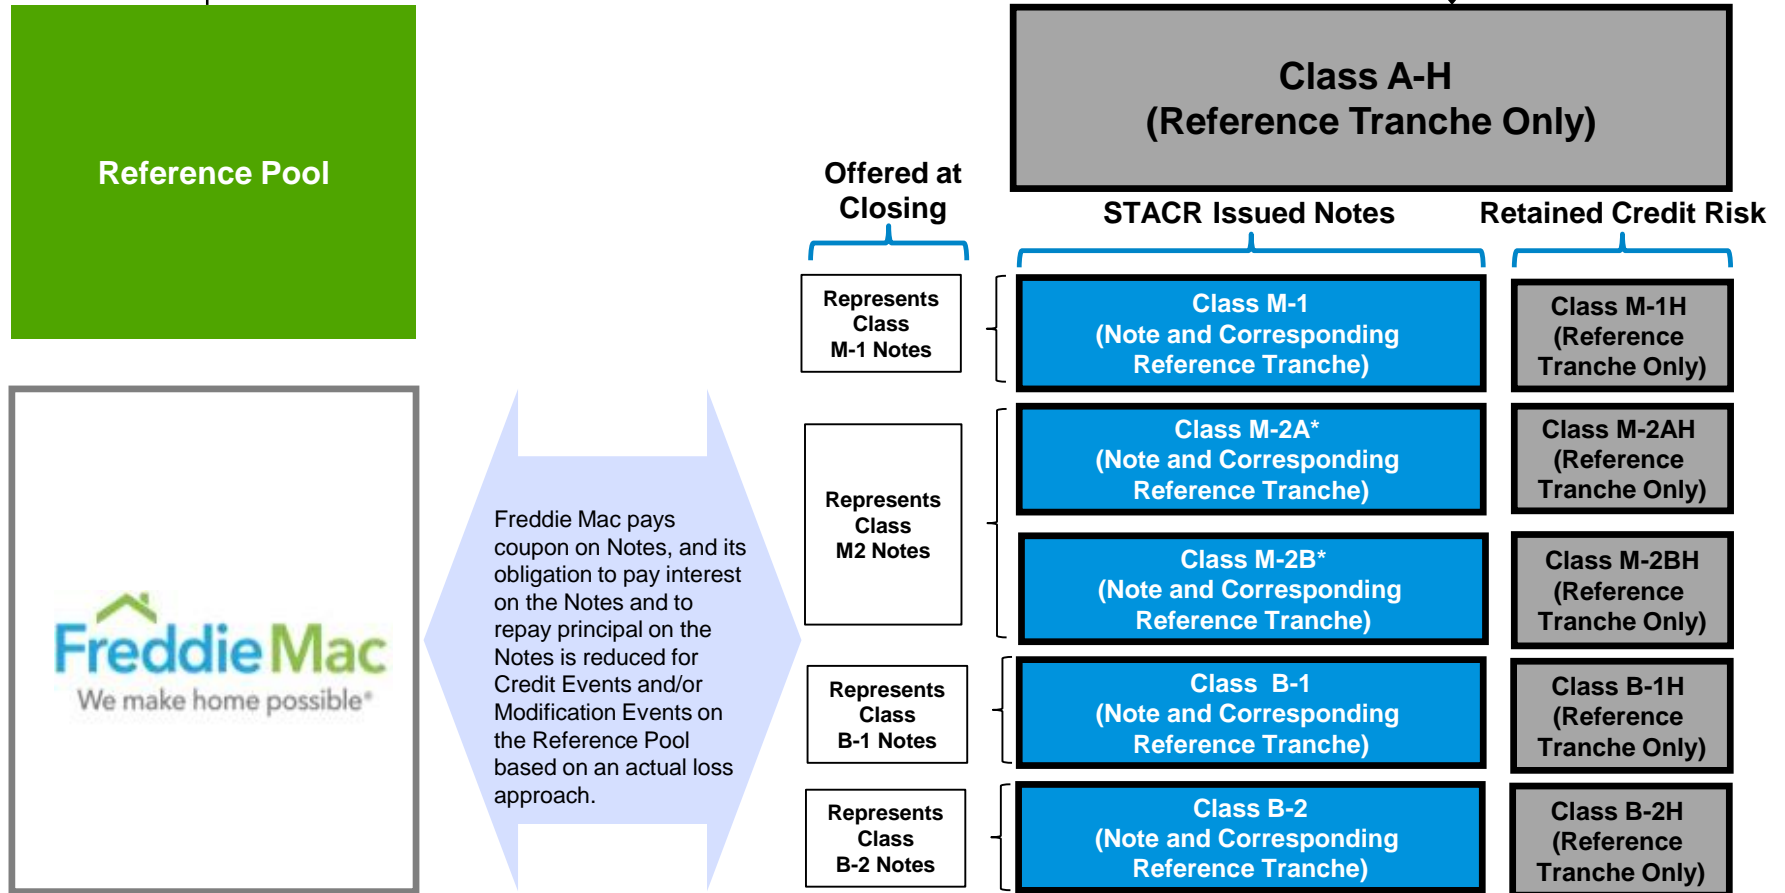 Reference Pool
Class A-H
(Reference Tranche Only)
Offered at
Closing
STACR Issued Notes
Retained Credit Risk
Represents
Class
M-1 Notes
Class M-1
(Note and Corresponding
Reference Tranche)
Class M-1H
(Reference
Tranche Only)
Freddie Mac
We make home possible®
Freddie Mac pays
coupon on Notes, and its
obligation to pay interest
on the Notes and to
repay principal on the
Notes is reduced for
Credit Events and/or
Modification Events on
the Reference Pool
based on an actual loss
approach.
Represents
Class
M2 Notes
Class M-2A*
(Note and Corresponding
Reference Tranche)
Class M-2AH
(Reference
Tranche Only)
Class M-2B*
(Note and Corresponding
Reference Tranche)
Class M-2BH
(Reference
Tranche Only)
Represents
Class
B-1 Notes
Class  B-1
(Note and Corresponding
Reference Tranche)
Class B-1H
(Reference
Tranche Only)
Represents
Class
B-2 Notes
Class B-2
(Note and Corresponding
Reference Tranche)
Class B-2H
(Reference
Tranche Only)